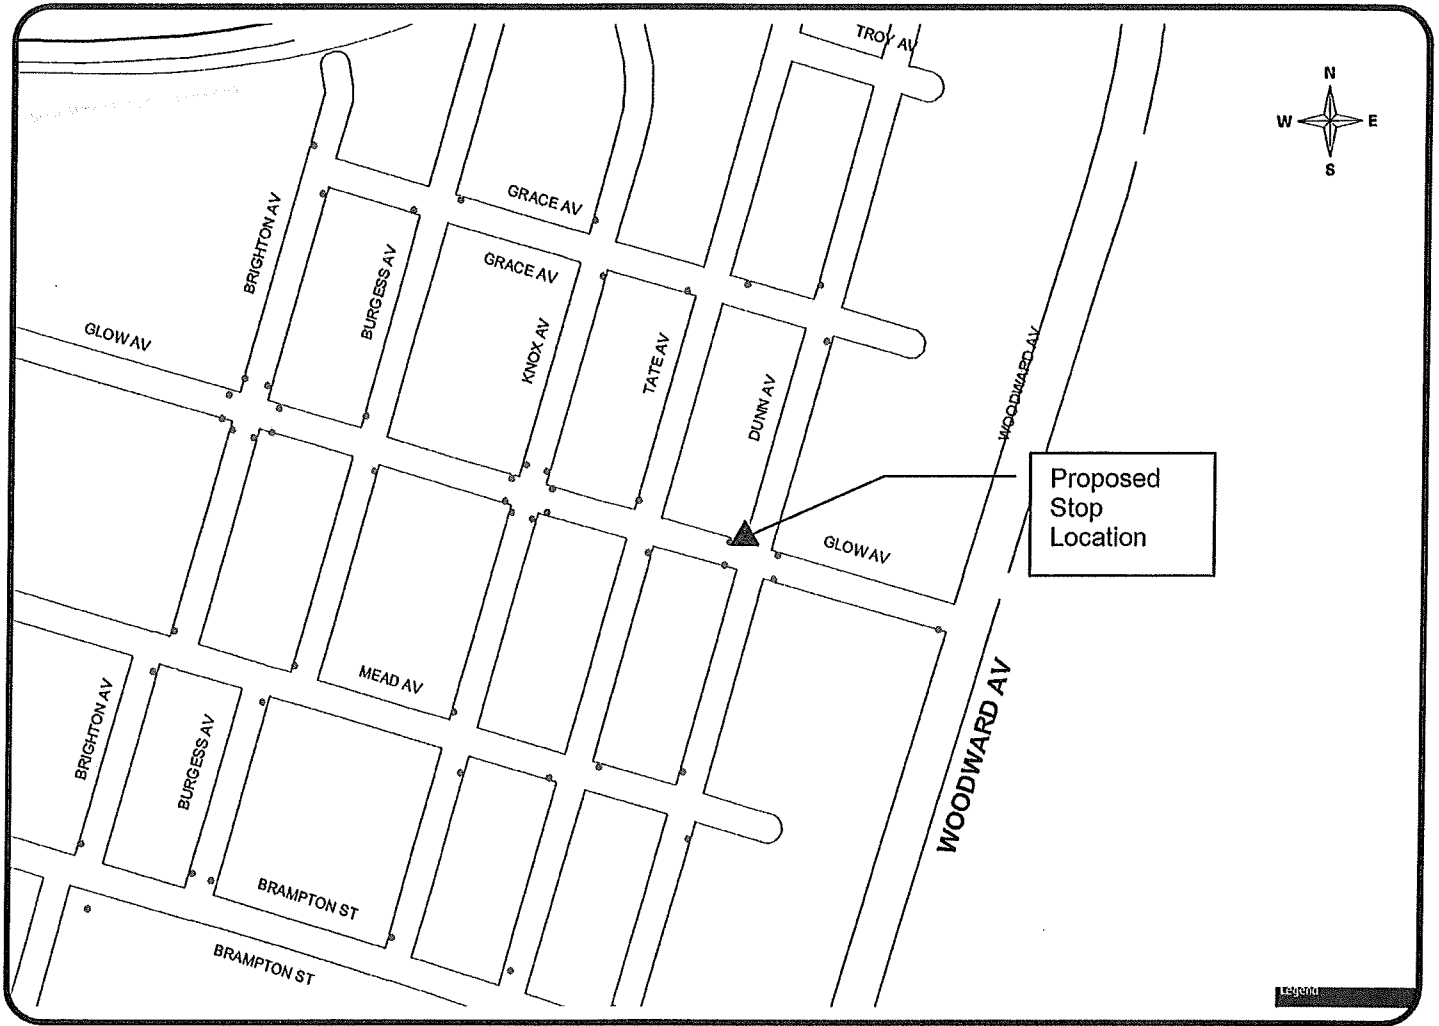 TROY AV
N
W E
S
GRACE AV
BRIGHTON AV
BURGESS AV
GRACE AV
GLOW AV
KNOX AV
TATE AV
WOODWARD AV
DUNN AV
Proposed
Stop
Location
GLOW AV
MEAD AV
WOODWARD AV
BRIGHTON AV
BURGESS AV
BRAMPTON ST
BRAMPTON ST
Legend